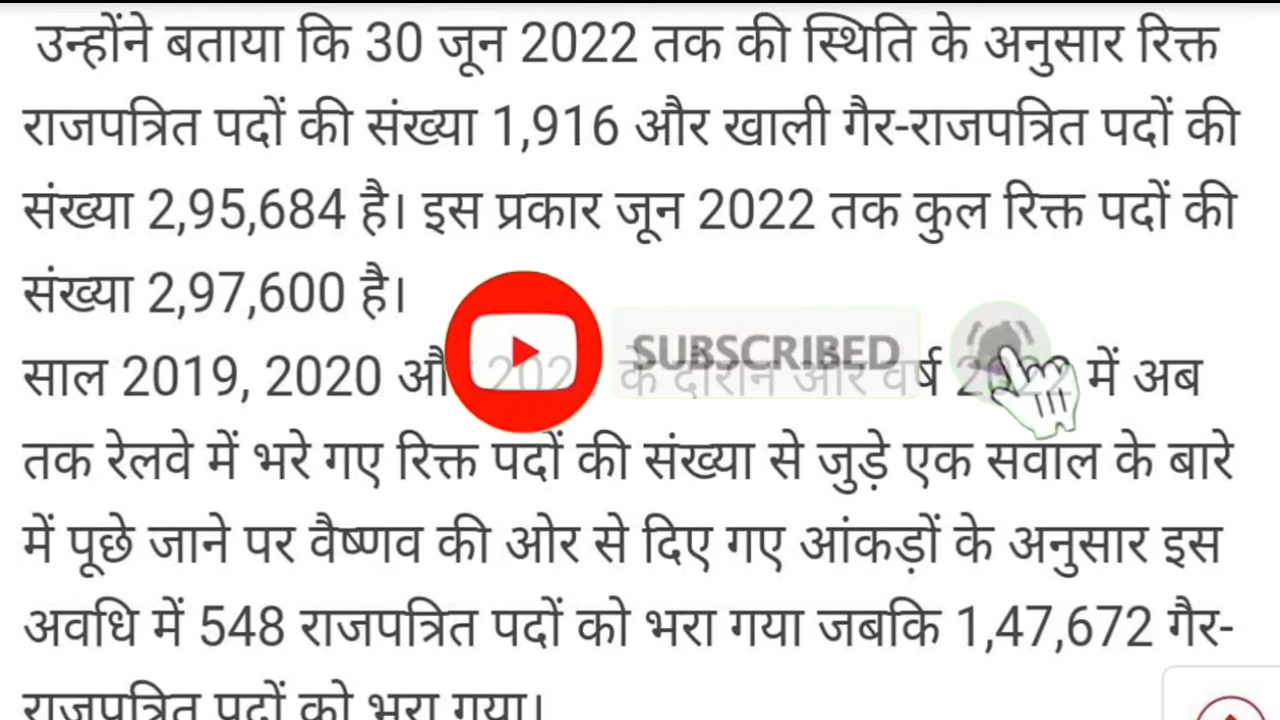 उन्होंने बताया कि 30 जून 2022 तक की स्थिति के अनुसार रिक्त
राजपत्रित पदों की संख्या 1,916 और खाली गैर-राजपत्रित पदों की
संख्या 2,95,684 है। इस प्रकार जून 2022 तक कुल रिक्त पदों की
संख्या 2,97,600 है।
SUBSCRIBED
साल 2019, 2020 के दौरान और वर्ष में अब
तक रेलवे में भरे गए रिक्त पदों की संख्या से जुड़े एक सवाल के बारे
में पूछे जाने पर वैष्णव की ओर से दिए गए आंकड़ों के अनुसार इस
अवधि में 548 राजपत्रित पदों को भरा गया जबकि 1,47,672 गैर-
राजपत्रित पदों को भरा गया।